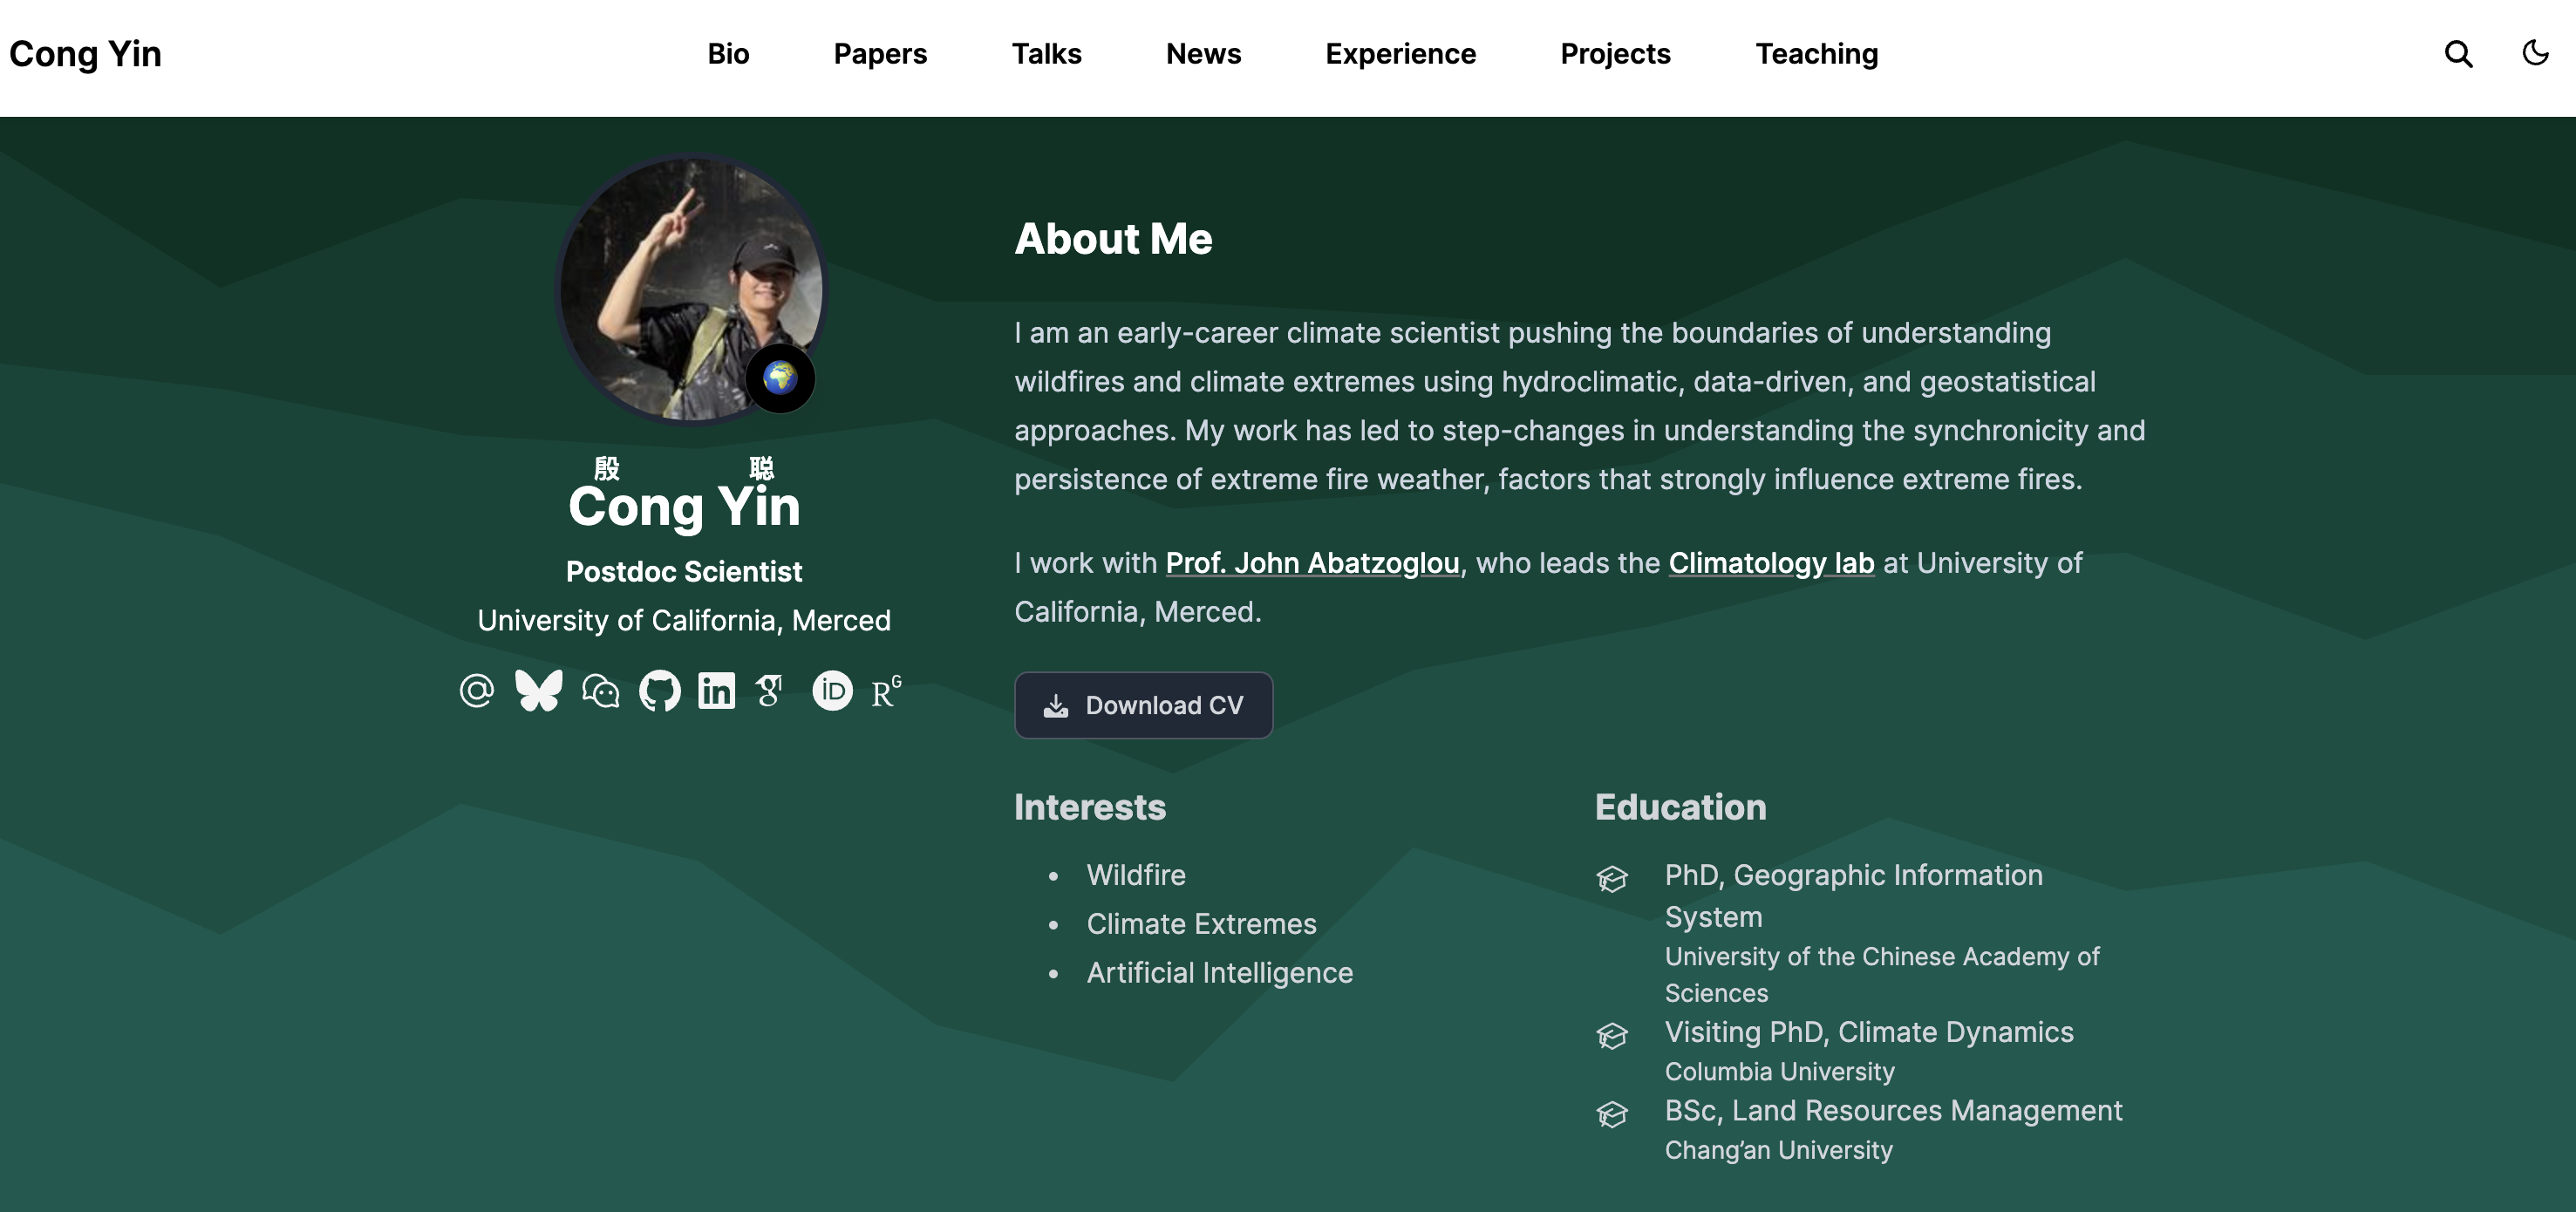 Cong Yin
Bio
Papers
Talks
News
Experience
Projects
Teaching
殷 聪
Cong Yin
Postdoc Scientist
University of California, Merced
About Me
I am an early-career climate scientist pushing the boundaries of understanding
wildfires and climate extremes using hydroclimatic, data-driven, and geostatistical
approaches. My work has led to step-changes in understanding the synchronicity and
persistence of extreme fire weather, factors that strongly influence extreme fires.
I work with Prof. John Abatzoglou, who leads the Climatology lab at University of
California, Merced.
Download CV
Interests
• Wildfire
• Climate Extremes
• Artificial Intelligence
Education
PhD, Geographic Information
System
University of the Chinese Academy of
Sciences
Visiting PhD, Climate Dynamics
Columbia University
BSc, Land Resources Management
Chang’an University